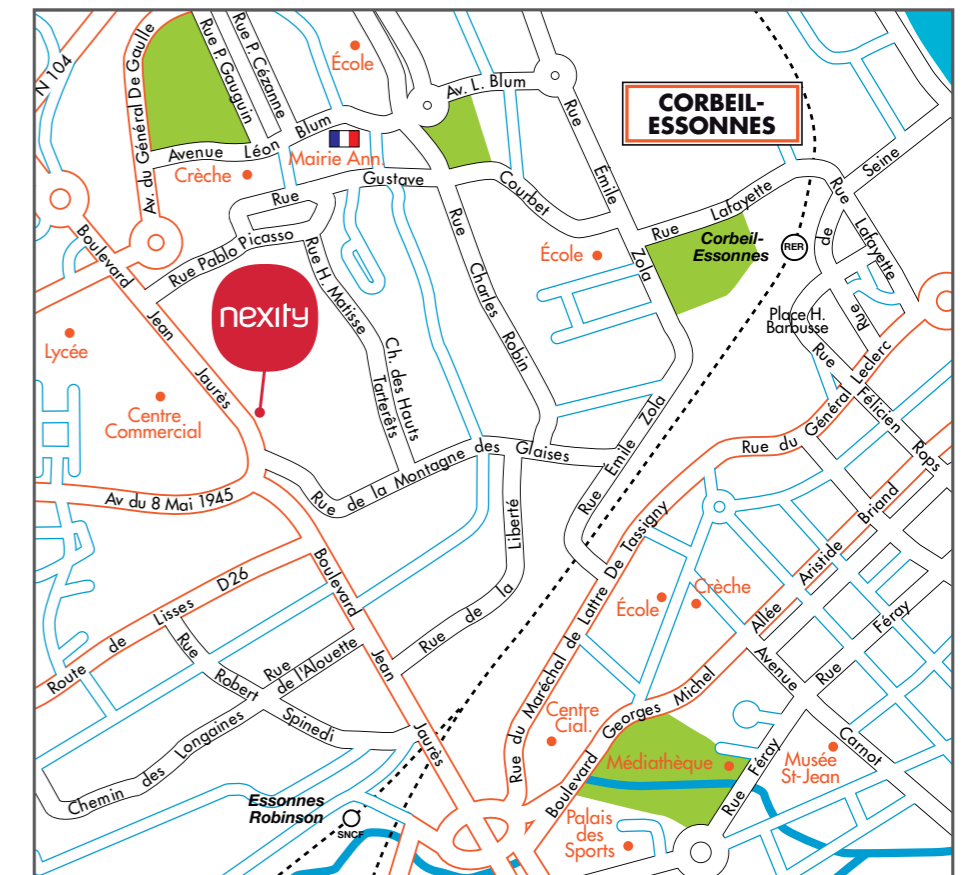 N 104
Av. du Général De Gaulle
Rue P. Gauguin
Rue P. Cézanne
École
Av. L. Blum
CORBEIL-
ESSONNES
Avenue Léon Blum
Mairie Ann.
Crèche
Rue Gustave Courbet
Rue Émile Zola
Rue Lafayette
Seine
Rue de
Lafayette
Corbeil-
Essonnes
RER
École
Boulevard Jean Jaurès
Rue Pablo Picasso
Rue H. Matisse
Rue Charles Robin
nexity
Place H.
Barbusse
Rue
Rue
Lycée
Centre
Commercial
Ch. des Hauts
Tarterêts
Rue du Général Leclerc
Félicien Rops
Rue de la Montagne des Glaises
Rue Émile Zola
Av du 8 Mai 1945
Rue de la Liberté
Rue du Maréchal de Lattre De Tassigny
Allée Aristide Briand
Route de Lisses D26
Boulevard Jean Jaurès
École
Crèche
Rue Féray
Rue Robert Spinedi
Rue
de l'Alouette
Avenue Carnot
Chemin des Longaines
Centre
Cial.
Boulevard Georges Michel
Médiathèque
Rue Féray
Musée
St-Jean
Essonnes
Robinson
SNCF
Palais
des
Sports